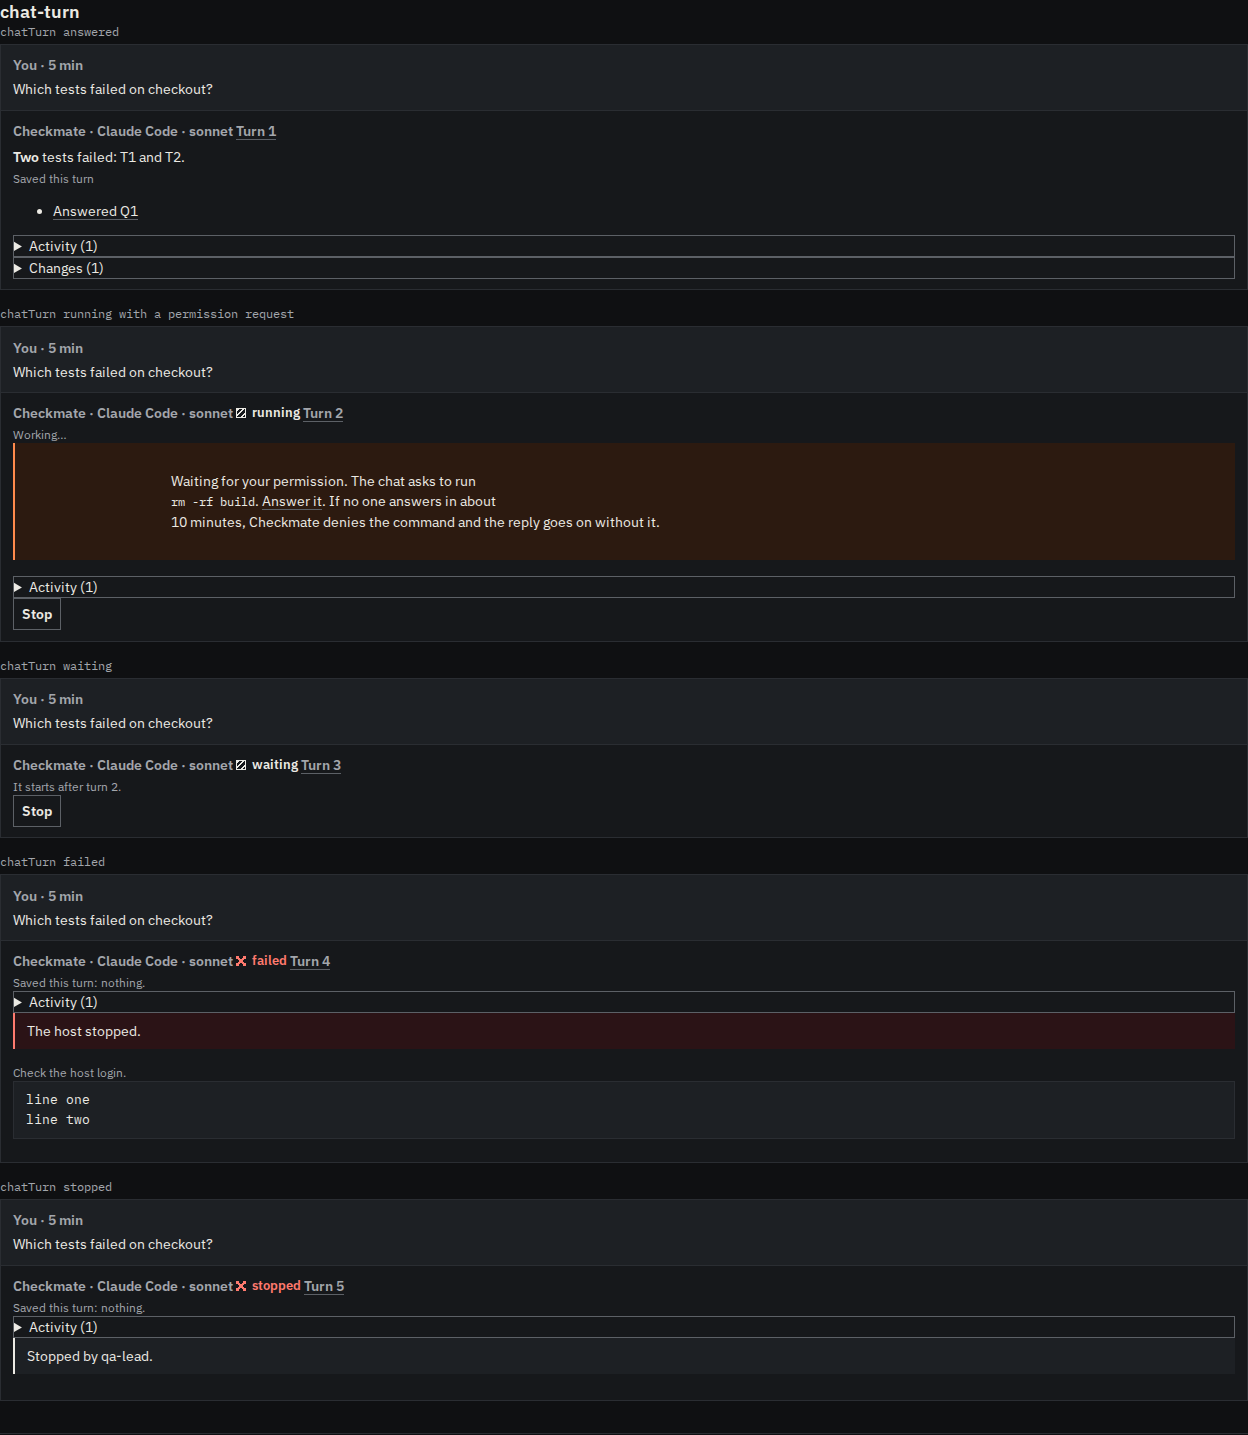 chat-turn
chatTurn answered
You · 5 min
Which tests failed on checkout?
Checkmate · Claude Code · sonnet Turn 1
Two tests failed: T1 and T2.
Saved this turn
• Answered Q1
▶ Activity (1)
▶ Changes (1)
chatTurn running with a permission request
You · 5 min
Which tests failed on checkout?
Checkmate · Claude Code · sonnet running Turn 2
Working…
Waiting for your permission. The chat asks to run
rm -rf build. Answer it. If no one answers in about
10 minutes, Checkmate denies the command and the reply goes on without it.
▶ Activity (1)
Stop
chatTurn waiting
You · 5 min
Which tests failed on checkout?
Checkmate · Claude Code · sonnet waiting Turn 3
It starts after turn 2.
Stop
chatTurn failed
You · 5 min
Which tests failed on checkout?
Checkmate · Claude Code · sonnet failed Turn 4
Saved this turn: nothing.
▶ Activity (1)
The host stopped.
Check the host login.
line one
line two
chatTurn stopped
You · 5 min
Which tests failed on checkout?
Checkmate · Claude Code · sonnet stopped Turn 5
Saved this turn: nothing.
▶ Activity (1)
Stopped by qa-lead.